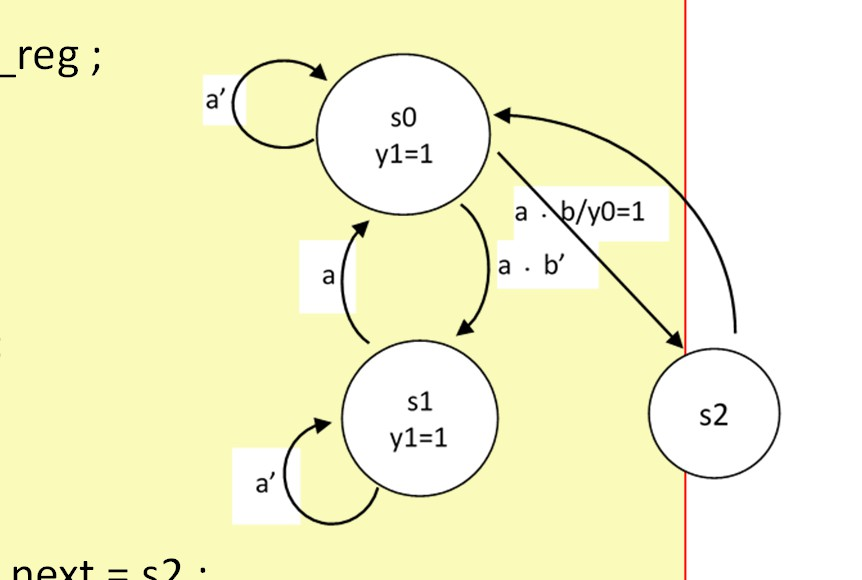 _reg ;
a′
s0
y1=1
a · b/y0=1
a
a · b′
s1
y1=1
s2
a′
next = s2 ;